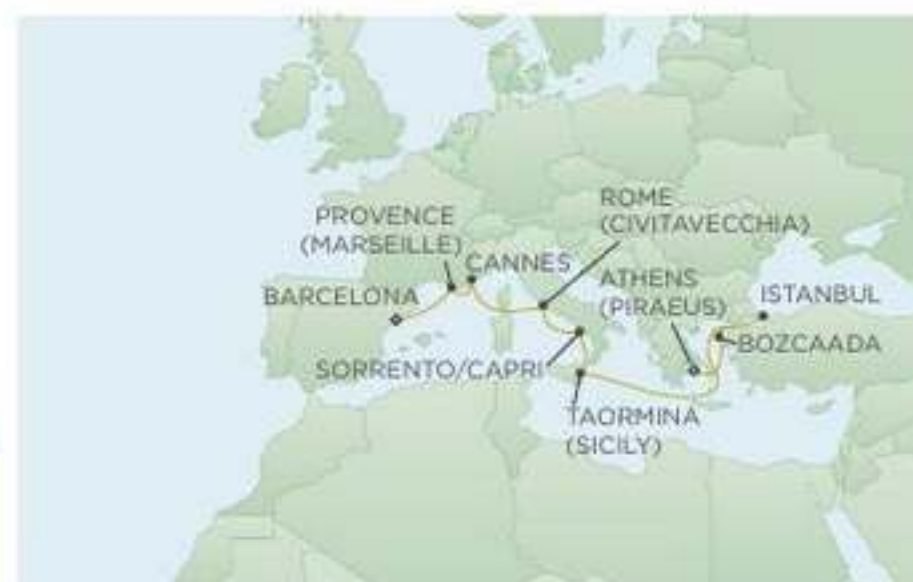 PROVENCE
(MARSEILLE)
CANNES
BARCELONA
ROME
(CIVITAVECCHIA)
ATHENS
(PIRAEUS)
ISTANBUL
BOZCAADA
SORRENTO/CAPRI
TAORMINA
(SICILY)